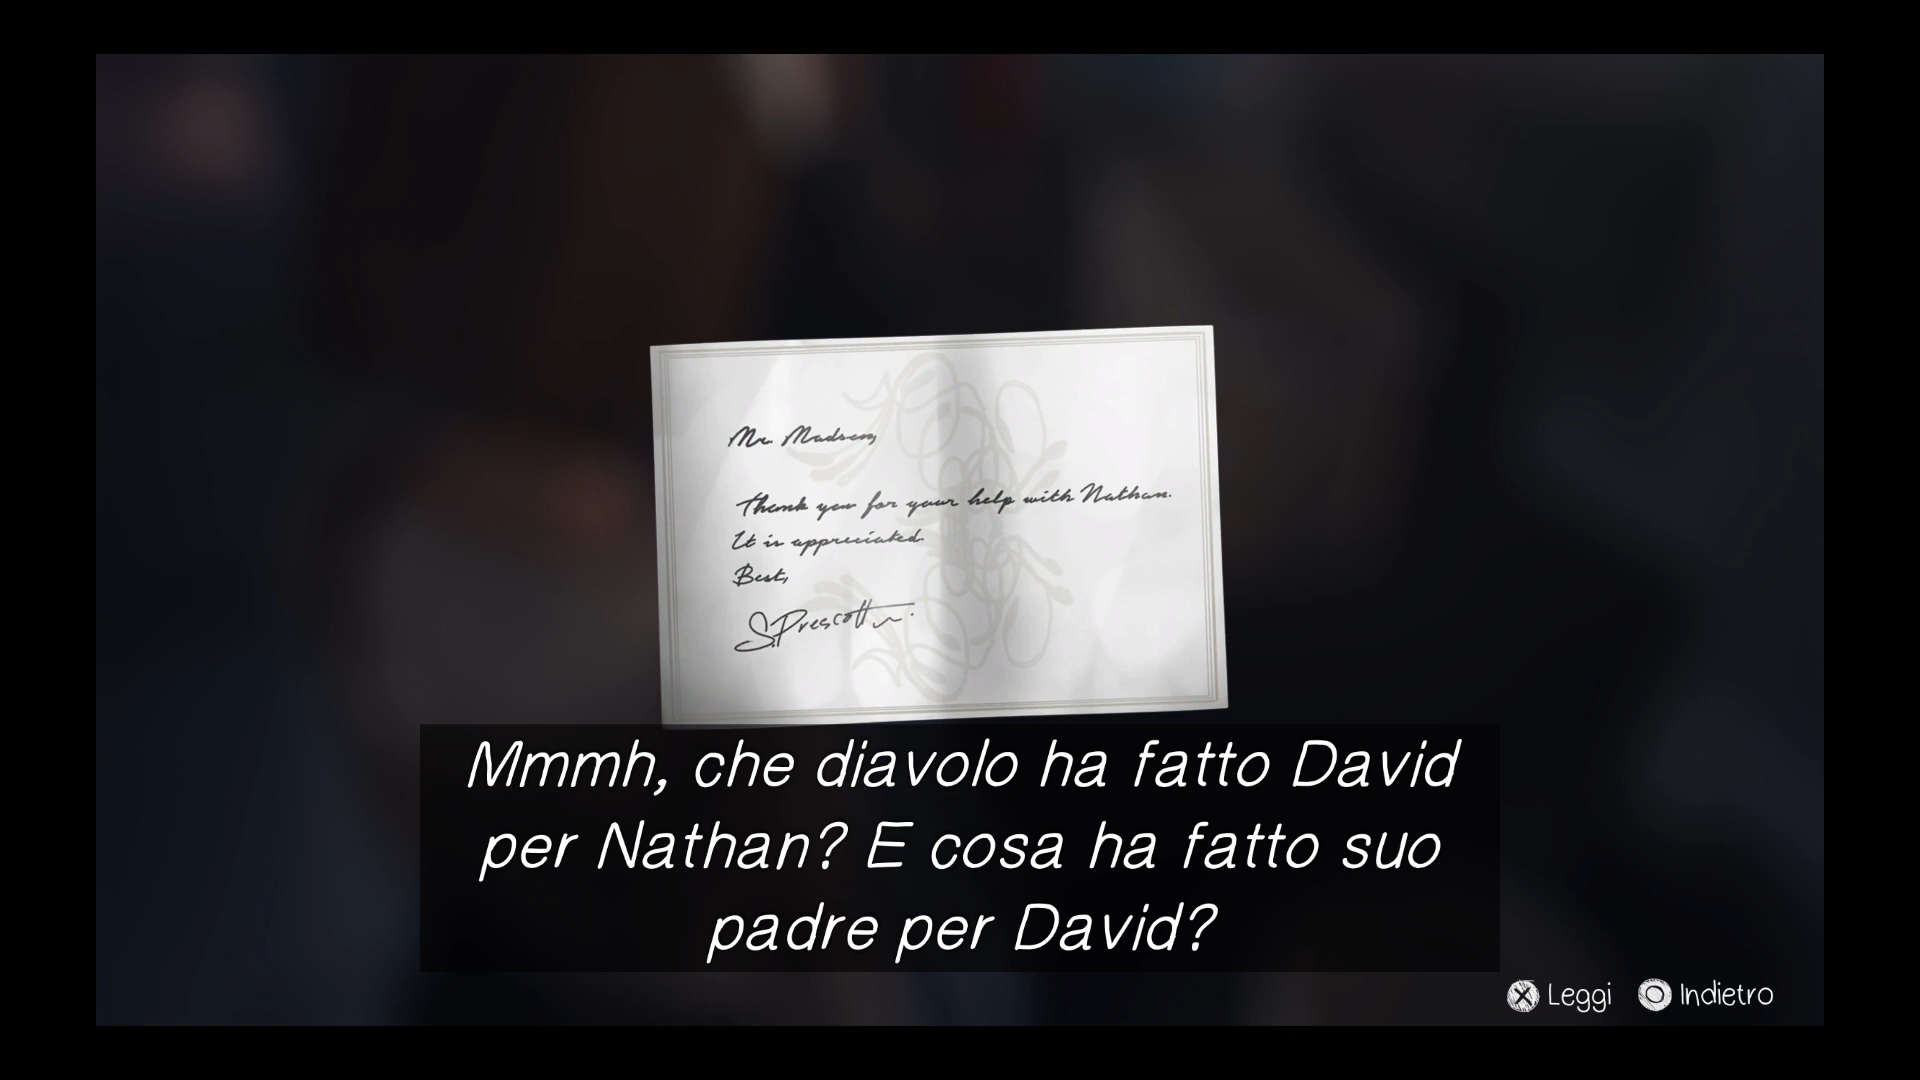 Mr. Madsen,
Thank you for your help with Nathan.
It is appreciated.
Best,
S.Prescott
Mmmh, che diavolo ha fatto David
per Nathan? E cosa ha fatto suo
padre per David?
Leggi Indietro